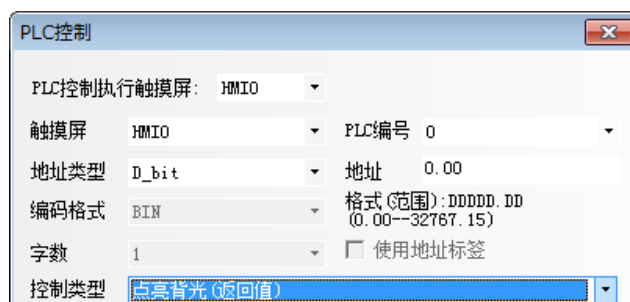 PLC控制
PLC控制执行触摸屏: HMI0
触摸屏 HMI0 PLC编号 0
地址类型 D_bit 地址 0.00
编码格式 BIN 格式(范围):DDDDD.DD
(0.00--32767.15)
字数 1 使用地址标签
控制类型 点亮背光(返回值)